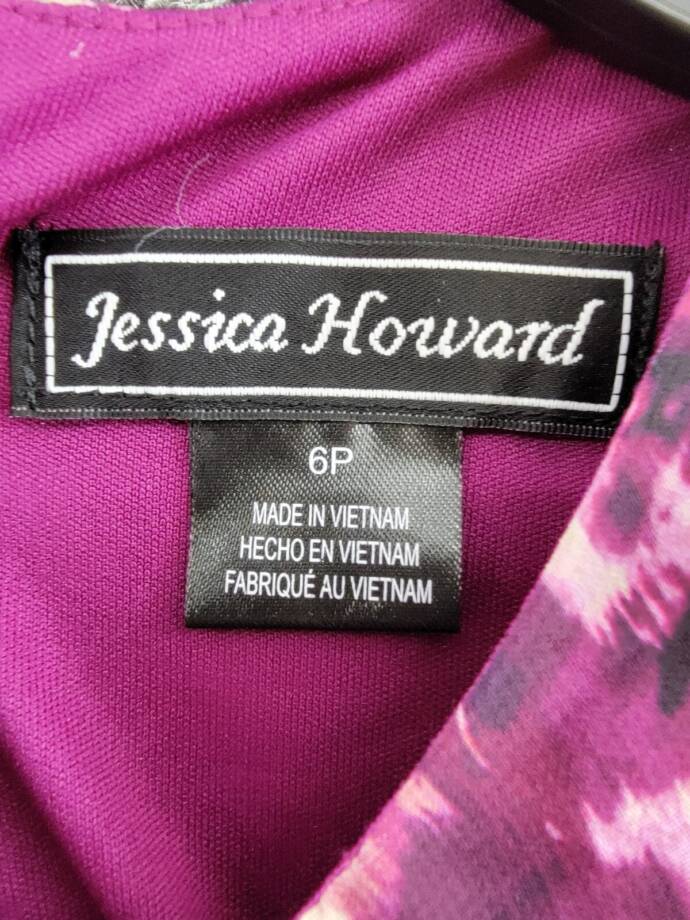 Jessica Howard
6P
MADE IN VIETNAM
HECHO EN VIETNAM
FABRIQUÉ AU VIETNAM